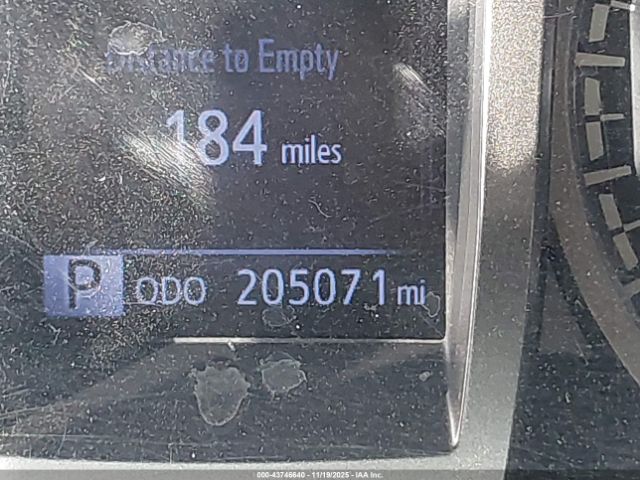 Distance to Empty
184 miles
P ODO 205071 mi
000-43746640 - 11/19/2025 - IAA Inc.